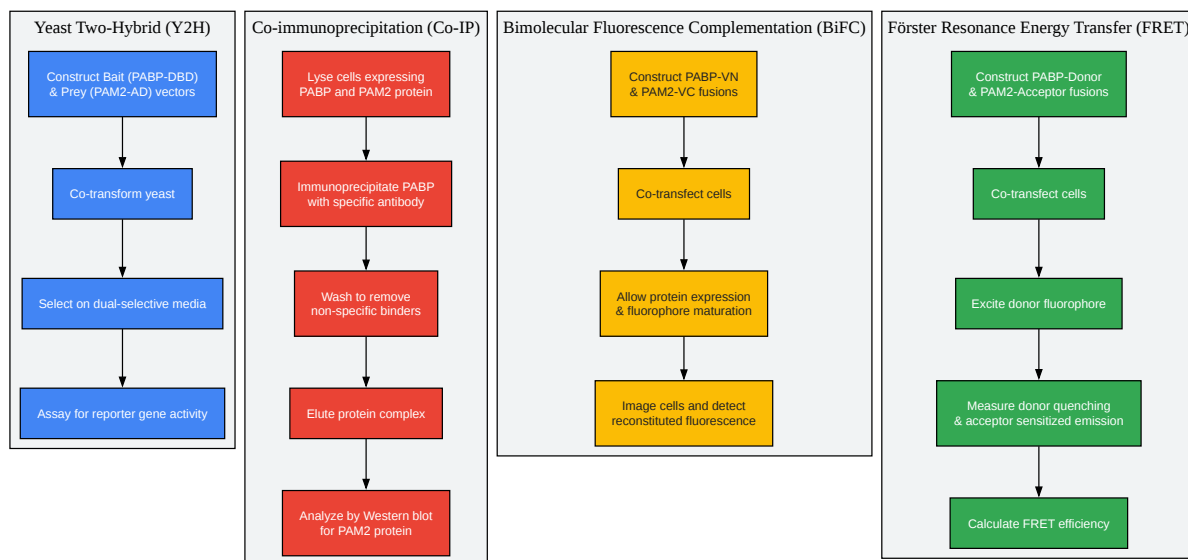 Yeast Two-Hybrid (Y2H)
Construct Bait (PABP-DBD)
& Prey (PAM2-AD) vectors
Co-transform yeast
Select on dual-selective media
Assay for reporter gene activity
Co-immunoprecipitation (Co-IP)
Lyse cells expressing
PABP and PAM2 protein
Immunoprecipitate PABP
with specific antibody
Wash to remove
non-specific binders
Elute protein complex
Analyze by Western blot
for PAM2 protein
Bimolecular Fluorescence Complementation (BiFC)
Construct PABP-VN
& PAM2-VC fusions
Co-transfect cells
Allow protein expression
& fluorophore maturation
Image cells and detect
reconstituted fluorescence
Förster Resonance Energy Transfer (FRET)
Construct PABP-Donor
& PAM2-Acceptor fusions
Co-transfect cells
Excite donor fluorophore
Measure donor quenching
& acceptor sensitized emission
Calculate FRET efficiency